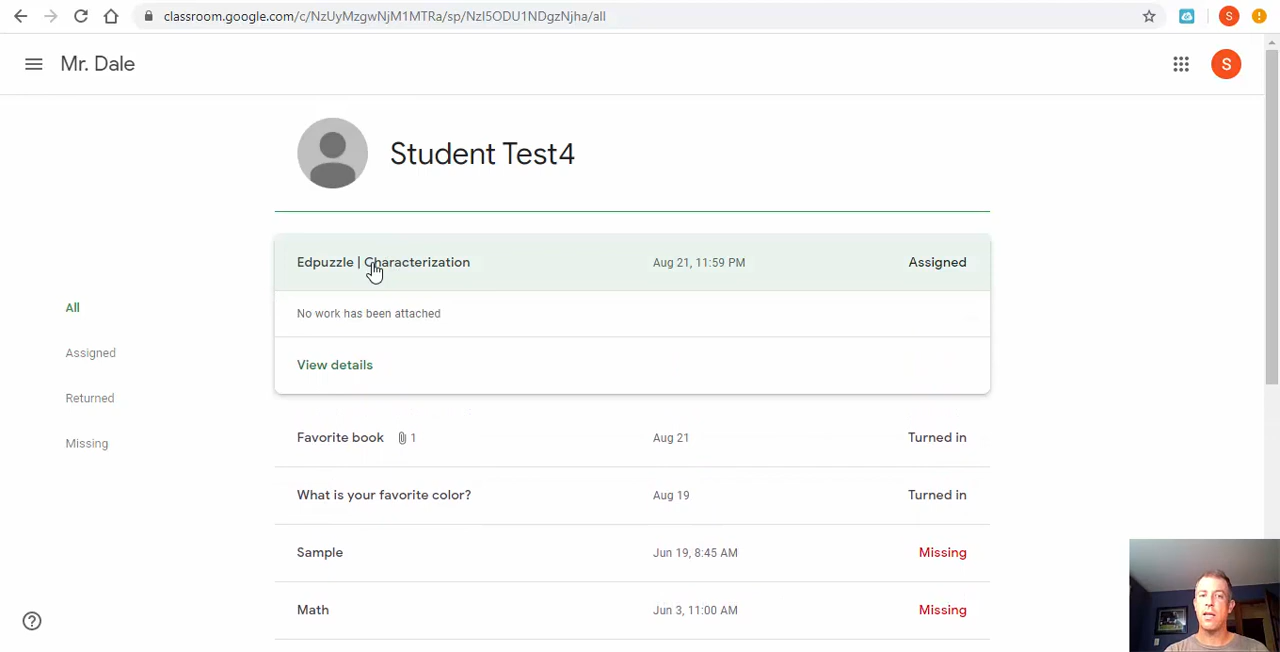 classroom.google.com/c/NzUyMzgwNjM1MTRa/sp/NzI5ODU1NDgzNjha/all
S
Mr. Dale
S
S
Student Test4
Edpuzzle | Characterization Aug 21, 11:59 PM Assigned
No work has been attached
View details
All
Assigned
Returned
Missing
Favorite book 1 Aug 21 Turned in
What is your favorite color? Aug 19 Turned in
Sample Jun 19, 8:45 AM Missing
Math Jun 3, 11:00 AM Missing